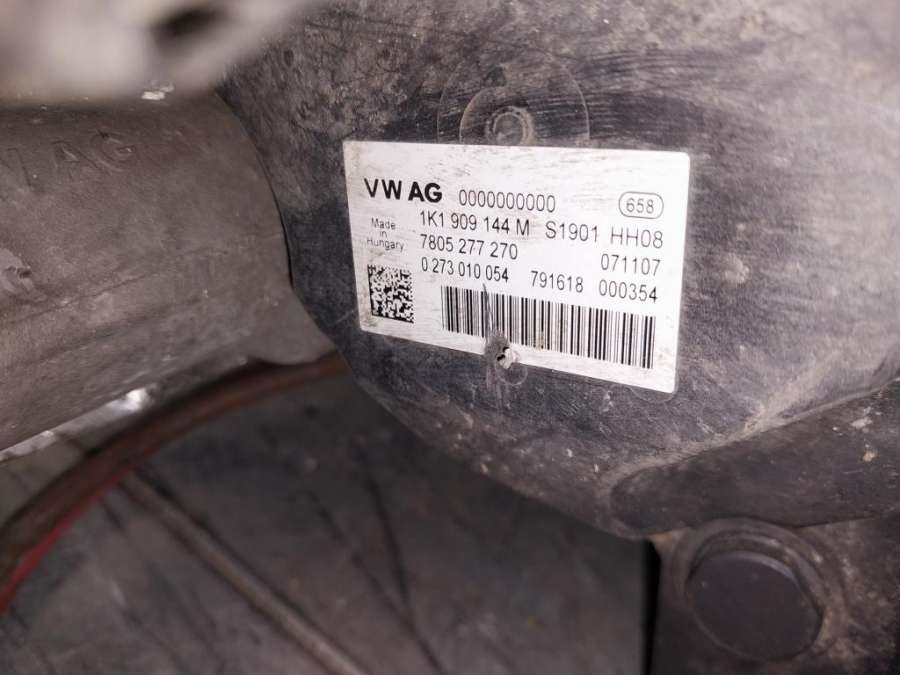 VW AG 0000000000 658
1K1 909 144 M S1901 HH08
Made in Hungary
7805 277 270 071107
0 273 010 054 791618 000354
AG